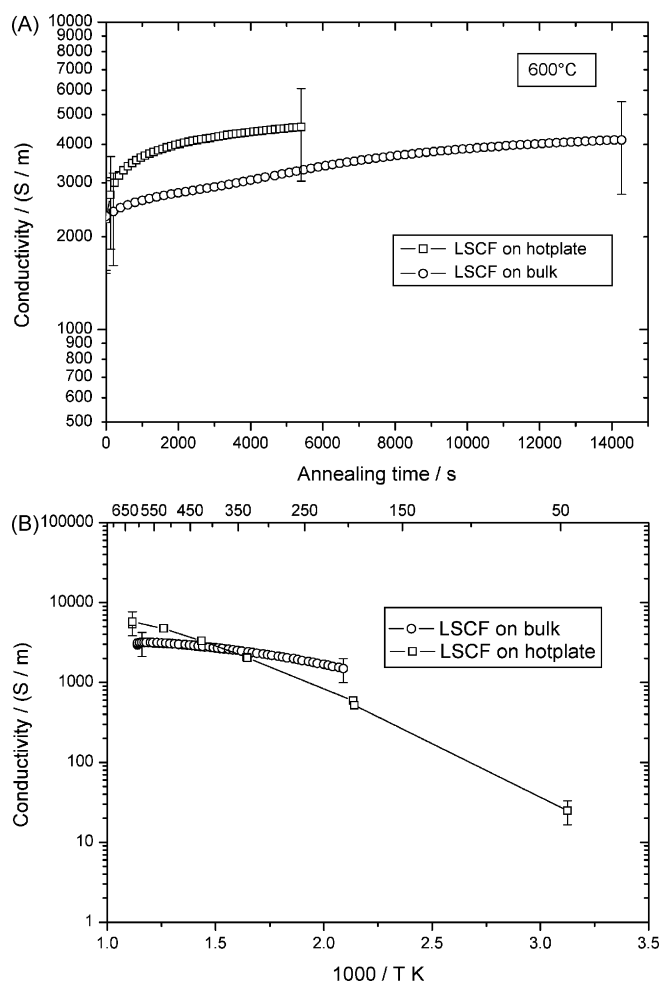 (A)
10000
9000
8000
7000
6000
5000
4000
3000
2000
1000
900
800
700
600
500
Conductivity / (S / m)
600°C
LSCF on hotplate
LSCF on bulk
0 2000 4000 6000 8000 10000 12000 14000
Annealing time / s
(B)
650 550 450 350 250 150 50
100000
10000
1000
100
10
1
Conductivity / (S / m)
LSCF on bulk
LSCF on hotplate
1.0 1.5 2.0 2.5 3.0 3.5
1000 / T K